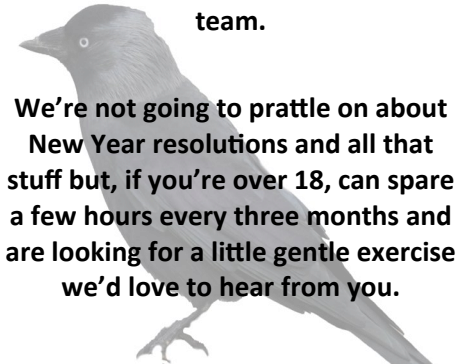 team.
We’re not going to prattle on about
New Year resolutions and all that
stuff but, if you’re over 18, can spare
a few hours every three months and
are looking for a little gentle exercise
we’d love to hear from you.